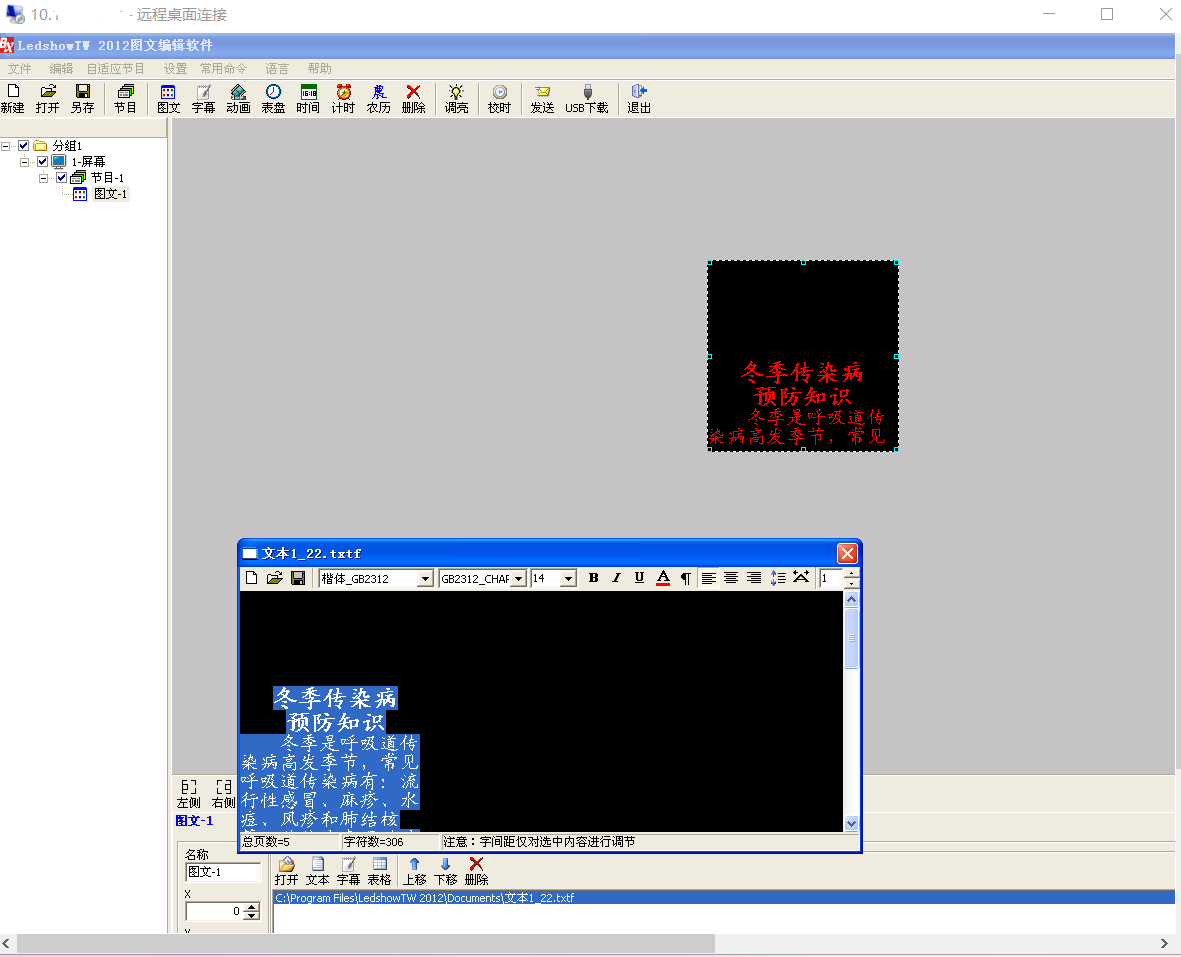 10. - 远程桌面连接
LedshowTW 2012图文编辑软件
文件 编辑 自适应节目 设置 常用命令 语言 帮助
新建 打开 另存 节目 图文 字幕 动画 表盘 时间 计时 农历 删除 调亮 校时 发送 USB下载 退出
分组1
1-屏幕
节目-1
图文-1
冬季传染病
预防知识
冬季是呼吸道传
染病高发季节，常见
文本1_22.txtf
楷体_GB2312 GB2312_CHAR 14 B I U A 1
冬季传染病
预防知识
冬季是呼吸道传
染病高发季节，常见
呼吸道传染病有：流
行性感冒、麻疹、水
痘、风疹和肺结核
总页数=5 字符数=306 注意：字间距仅对选中内容进行调节
左侧 右侧
图文-1
名称
图文-1
X
0
打开 文本 字幕 表格 上移 下移 删除
C:\Program Files\LedshowTW 2012\Documents\文本1_22.txtf